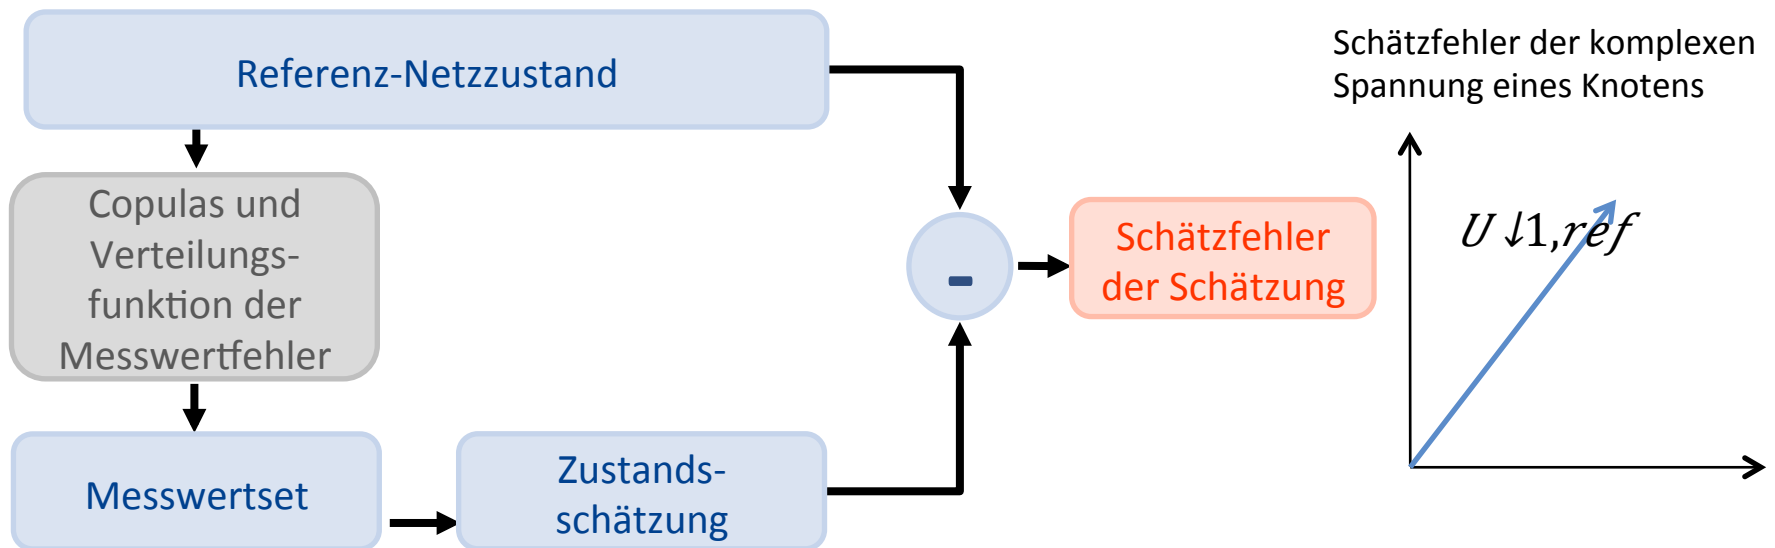 Referenz-Netzzustand
Copulas und
Verteilungs-
funktion der
Messwertfehler
Messwertset
Zustands-
schätzung
-
Schätzfehler
der Schätzung
Schätzfehler der komplexen
Spannung eines Knotens
U↓1,ref